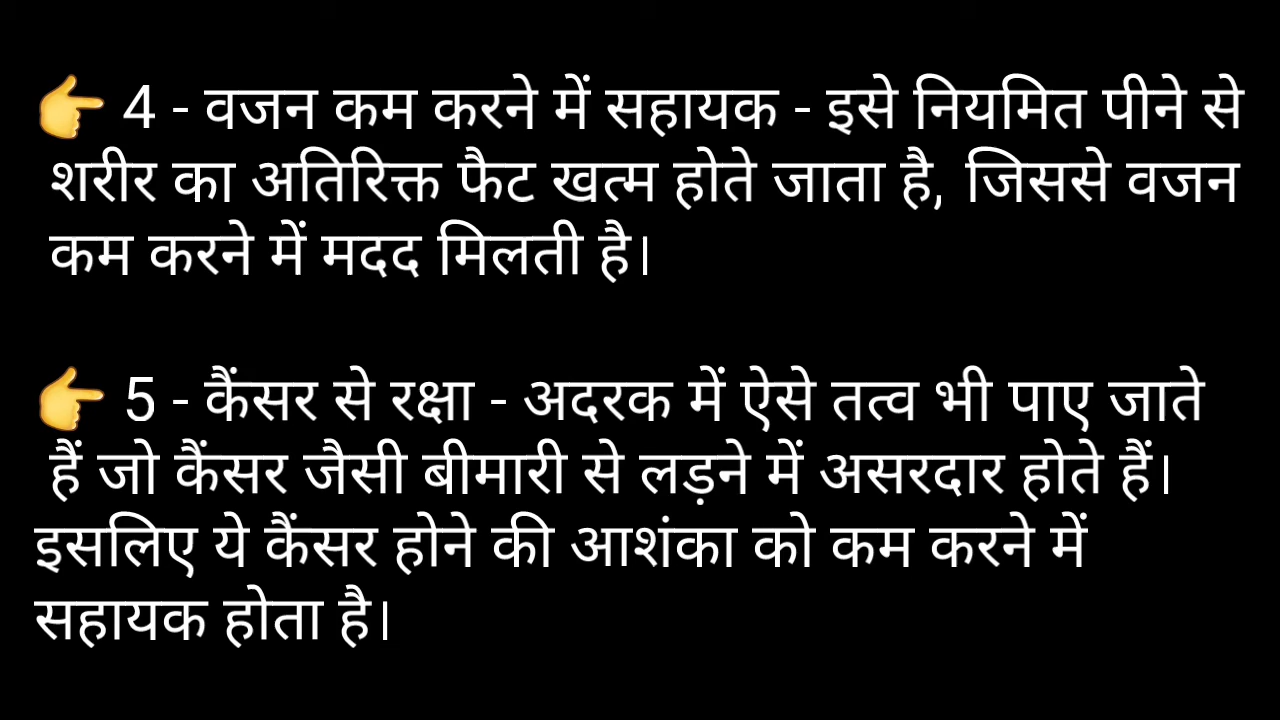 👉 4 - वजन कम करने में सहायक - इसे नियमित पीने से
शरीर का अतिरिक्त फैट खत्म होते जाता है, जिससे वजन
कम करने में मदद मिलती है।
👉 5 - कैंसर से रक्षा - अदरक में ऐसे तत्व भी पाए जाते
हैं जो कैंसर जैसी बीमारी से लड़ने में असरदार होते हैं।
इसलिए ये कैंसर होने की आशंका को कम करने में
सहायक होता है।